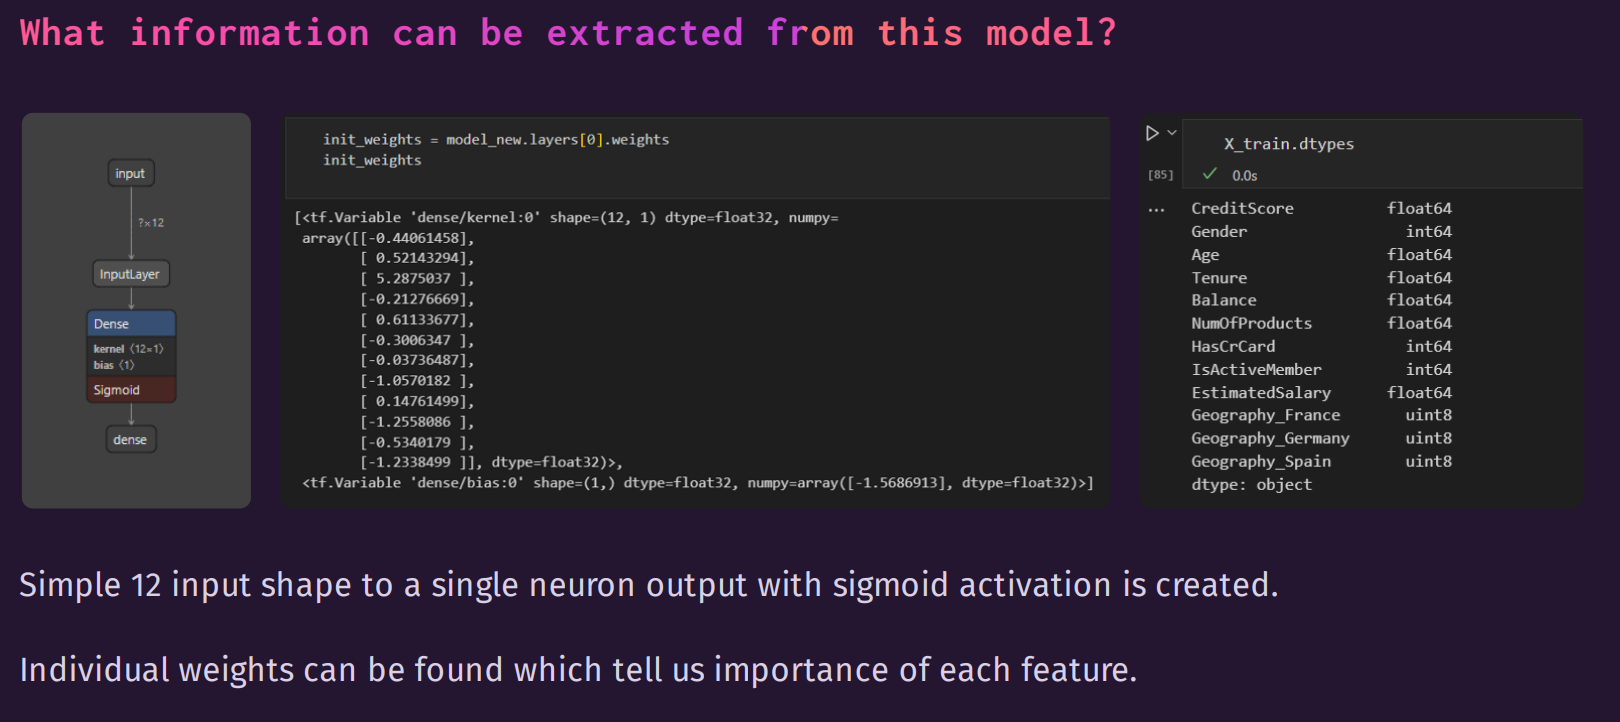 What information can be extracted from this model?
input
?×12
InputLayer
Dense
kernel ⟨12×1⟩
bias ⟨1⟩
Sigmoid
dense
init_weights = model_new.layers[0].weights
init_weights
[<tf.Variable 'dense/kernel:0' shape=(12, 1) dtype=float32, numpy=
array([[-0.44061458],
[ 0.52143294],
[ 5.2875037 ],
[-0.21276669],
[ 0.61133677],
[-0.3006347 ],
[-0.03736487],
[-1.0570182 ],
[ 0.14761499],
[-1.2558086 ],
[-0.5340179 ],
[-1.2338499 ]], dtype=float32)>,
<tf.Variable 'dense/bias:0' shape=(1,) dtype=float32, numpy=array([-1.5686913], dtype=float32)>]
X_train.dtypes
[85] ✓ 0.0s
... CreditScore float64
Gender int64
Age float64
Tenure float64
Balance float64
NumOfProducts float64
HasCrCard int64
IsActiveMember int64
EstimatedSalary float64
Geography_France uint8
Geography_Germany uint8
Geography_Spain uint8
dtype: object
Simple 12 input shape to a single neuron output with sigmoid activation is created.
Individual weights can be found which tell us importance of each feature.